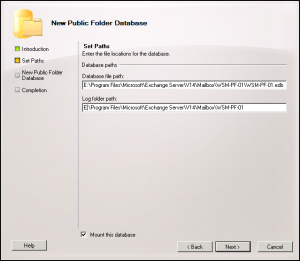 New Public Folder Database
Introduction
Set Paths
New Public Folder
Database
Completion
Set Paths
Enter the file locations for the database.
Database paths
Database file path:
E:\Program Files\Microsoft\Exchange Server\V14\Mailbox\WSM-PF-01\WSM-PF-01.edb
Log folder path:
E:\Program Files\Microsoft\Exchange Server\V14\Mailbox\WSM-PF-01
Mount this database
Help
< Back
Next >
Cancel